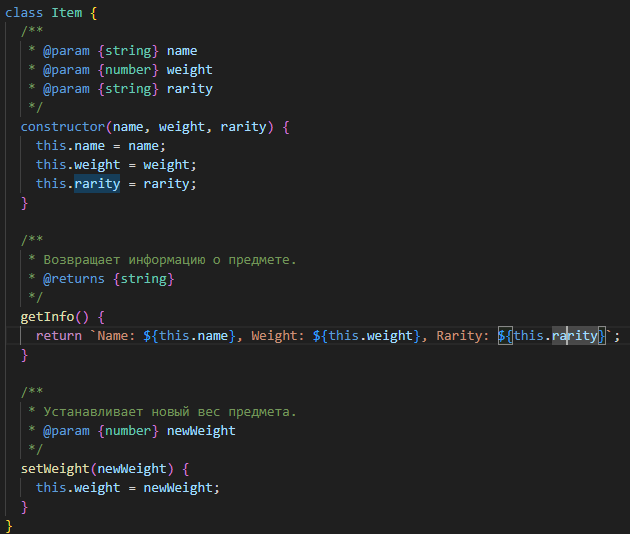 class Item {
/**
* @param {string} name
* @param {number} weight
* @param {string} rarity
*/
constructor(name, weight, rarity) {
this.name = name;
this.weight = weight;
this.rarity = rarity;
}
/**
* Возвращает информацию о предмете.
* @returns {string}
*/
getInfo() {
return `Name: ${this.name}, Weight: ${this.weight}, Rarity: ${this.rarity}`;
}
/**
* Устанавливает новый вес предмета.
* @param {number} newWeight
*/
setWeight(newWeight) {
this.weight = newWeight;
}
}